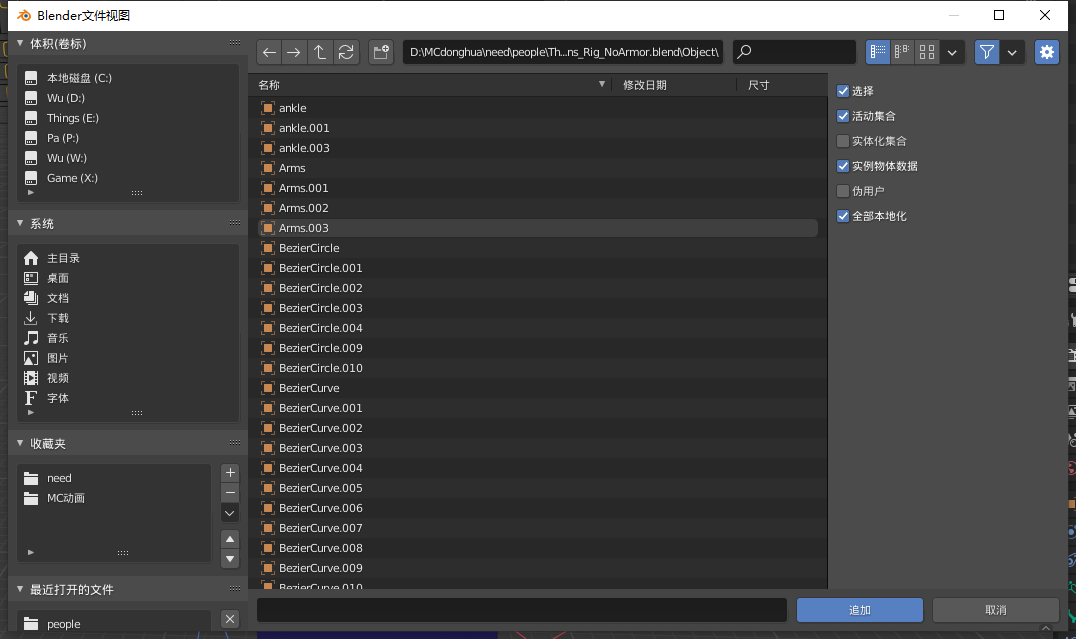 Blender文件视图
体积(卷标)
本地磁盘 (C:)
Wu (D:)
Things (E:)
Pa (P:)
Wu (W:)
Game (X:)
系统
主目录
桌面
文档
下载
音乐
图片
视频
字体
收藏夹
need
MC动画
最近打开的文件
people
D:\MCdonghua\need\people\Th...ns_Rig_NoArmor.blend\Object\
名称 修改日期 尺寸
ankle
ankle.001
ankle.003
Arms
Arms.001
Arms.002
Arms.003
BezierCircle
BezierCircle.001
BezierCircle.002
BezierCircle.003
BezierCircle.004
BezierCircle.009
BezierCircle.010
BezierCurve
BezierCurve.001
BezierCurve.002
BezierCurve.003
BezierCurve.004
BezierCurve.005
BezierCurve.006
BezierCurve.007
BezierCurve.008
BezierCurve.009
BezierCurve.010
选择
活动集合
实体化集合
实例物体数据
伪用户
全部本地化
追加
取消